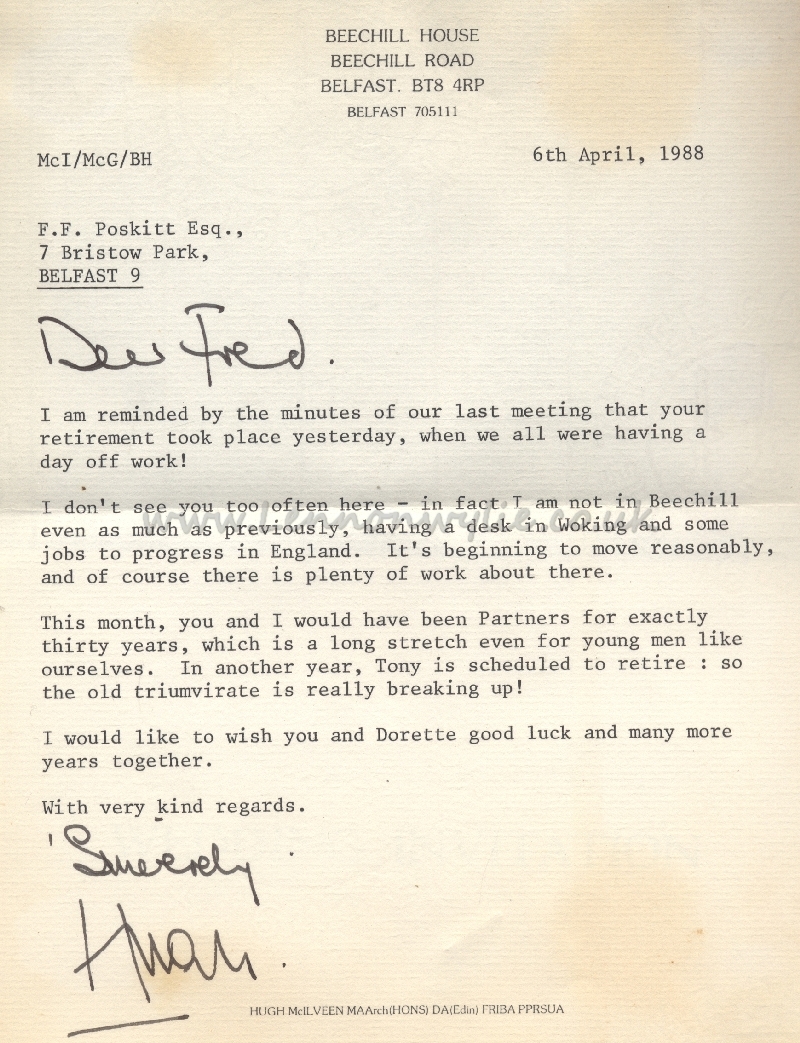 BEECHILL HOUSE
BEECHILL ROAD
BELFAST. BT8 4RP
BELFAST 705111
McI/McG/BH
6th April, 1988
F.F. Poskitt Esq.,
7 Bristow Park,
BELFAST 9
Dear Fred.
I am reminded by the minutes of our last meeting that your
retirement took place yesterday, when we all were having a
day off work!
I don't see you too often here - in fact I am not in Beechill
even as much as previously, having a desk in Woking and some
jobs to progress in England. It's beginning to move reasonably,
and of course there is plenty of work about there.
www.Lennonwylie.co.uk
This month, you and I would have been Partners for exactly
thirty years, which is a long stretch even for young men like
ourselves. In another year, Tony is scheduled to retire : so
the old triumvirate is really breaking up!
I would like to wish you and Dorette good luck and many more
years together.
With very kind regards.
Sincerely
Hugh.
HUGH McILVEEN MAArch(HONS) DA(Edin) FRIBA PPRSUA